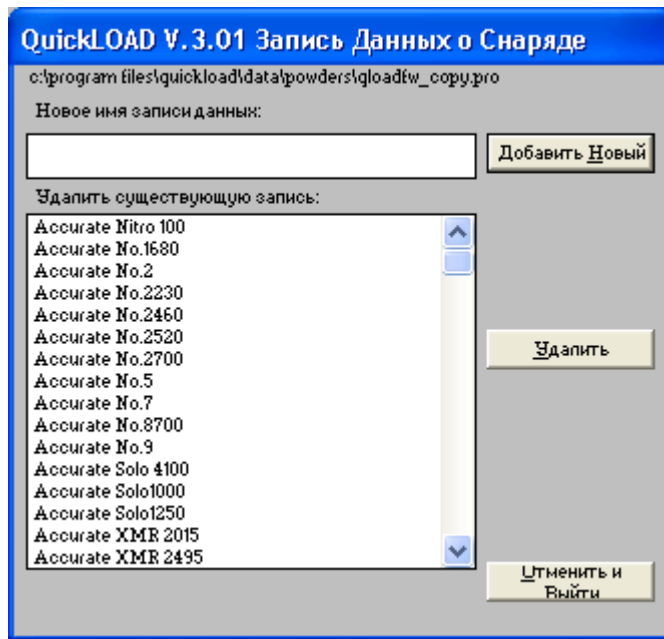 QuickLOAD V.3.01 Запись Данных о Снаряде
c:\program files\quickload\data\powders\qloadfw_copy.pro
Новое имя записи данных:
Добавить Новый
Удалить существующую запись:
Accurate Nitro 100
Accurate No.1680
Accurate No.2
Accurate No.2230
Accurate No.2460
Accurate No.2520
Accurate No.2700
Accurate No.5
Accurate No.7
Accurate No.8700
Accurate No.9
Accurate Solo 4100
Accurate Solo1000
Accurate Solo1250
Accurate XMR 2015
Accurate XMR 2495
Удалить
Отменить и
Выйти